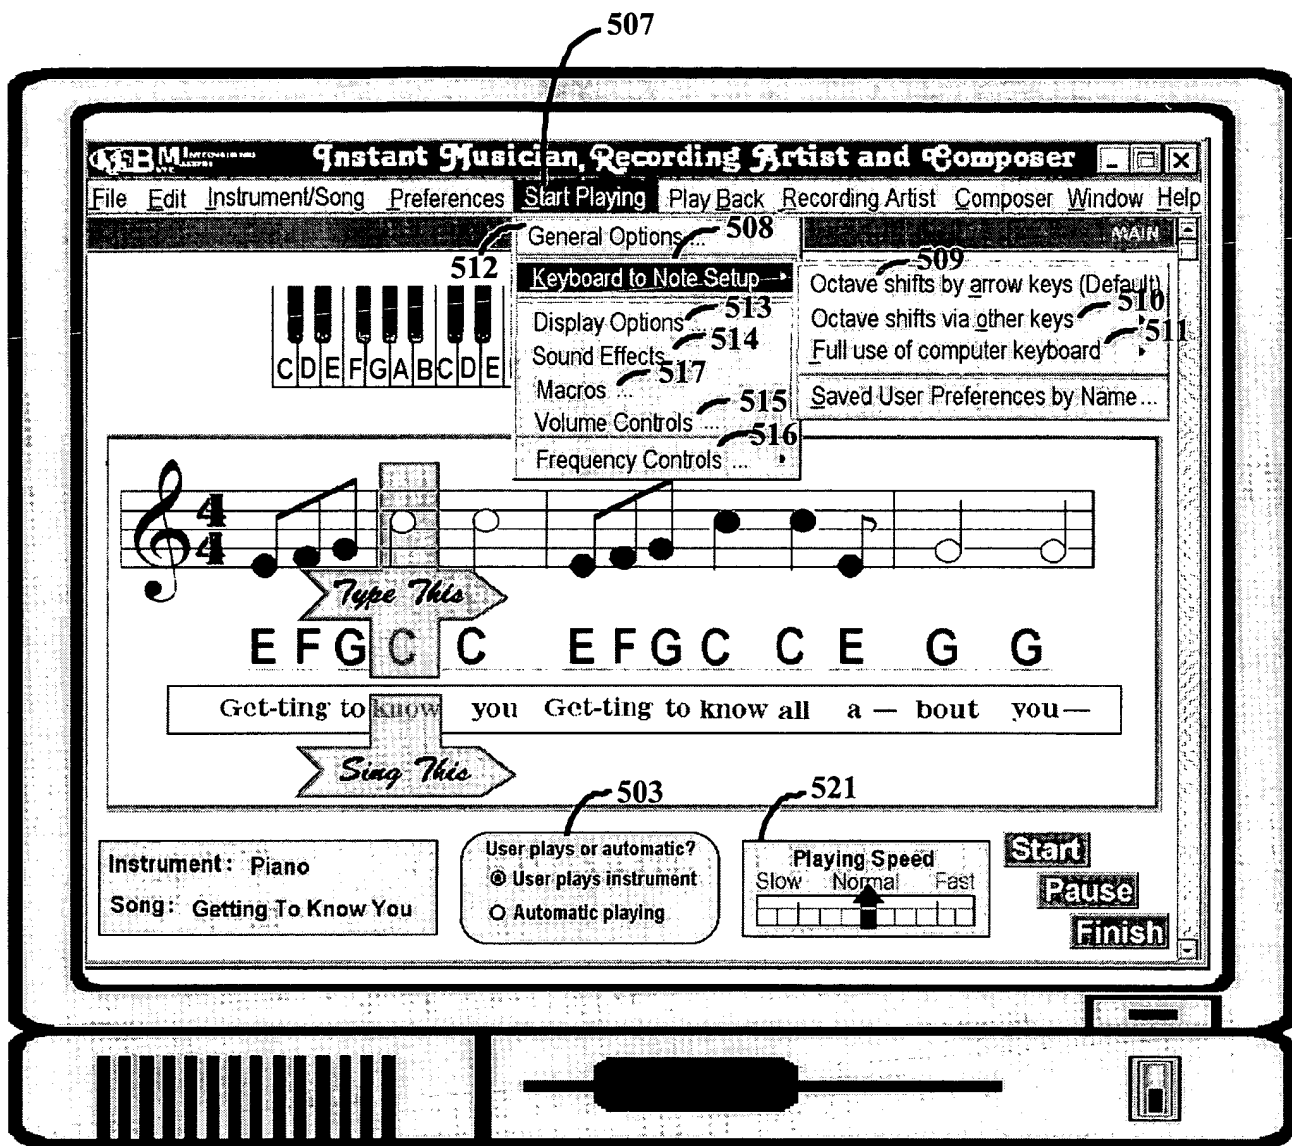 507
Instant Musician, Recording Artist and Composer
File Edit Instrument/Song Preferences Start Playing Play Back Recording Artist Composer Window Help
MAIN
General Options ... 508
512
Keyboard to Note Setup
509
Octave shifts by arrow keys (Default)
Display Options 513
510
Octave shifts via other keys
Sound Effects 514
511
Full use of computer keyboard
Macros ... 517
Saved User Preferences by Name ...
Volume Controls ... 515
Frequency Controls ... 516
C D E F G A B C D E
4
4
Type This
E F G C C E F G C C E G G
Get-ting to know you Get-ting to know all a — bout you—
Sing This
503
521
User plays or automatic?
User plays instrument
Automatic playing
Playing Speed
Slow Normal Fast
Instrument: Piano
Song: Getting To Know You
Start
Pause
Finish